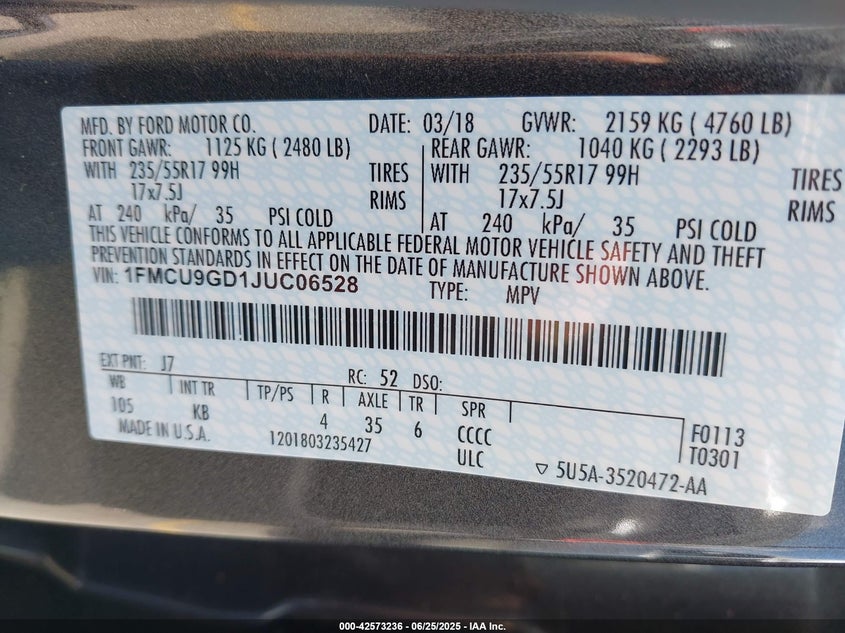 MFD. BY FORD MOTOR CO. DATE: 03/18 GVWR: 2159 KG ( 4760 LB)
FRONT GAWR: 1125 KG ( 2480 LB) REAR GAWR: 1040 KG ( 2293 LB)
WITH 235/55R17 99H TIRES WITH 235/55R17 99H TIRES
17x7.5J RIMS 17x7.5J RIMS
AT 240 kPa/ 35 PSI COLD AT 240 kPa/ 35 PSI COLD
THIS VEHICLE CONFORMS TO ALL APPLICABLE FEDERAL MOTOR VEHICLE SAFETY AND THEFT
PREVENTION STANDARDS IN EFFECT ON THE DATE OF MANUFACTURE SHOWN ABOVE.
VIN: 1FMCU9GD1JUC06528 TYPE: MPV
EXT PNT: J7 RC: 52 DSO:
WB INT TR TP/PS R AXLE TR SPR
105 KB 4 35 6 CCCC F0113
MADE IN U.S.A. 1201803235427 ULC T0301
5U5A-3520472-AA
000-42573236 - 06/25/2025 - IAA Inc.